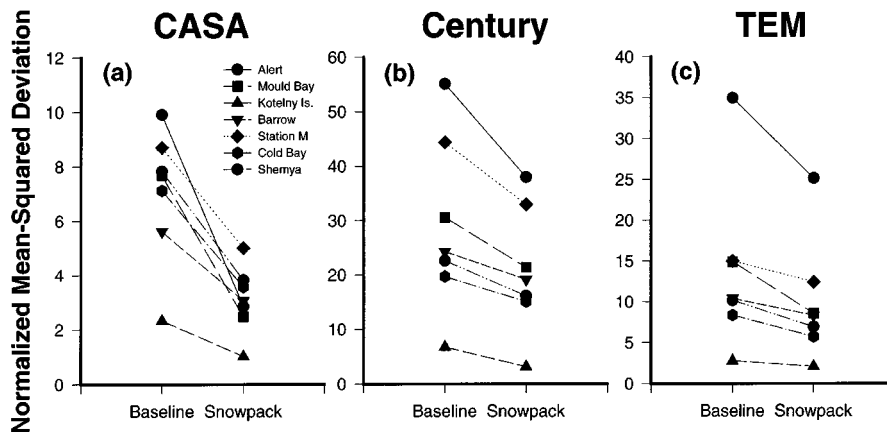 CASA
Century
TEM
Normalized Mean-Squared Deviation
(a)
12
10
8
6
4
2
0
Alert
Mould Bay
Kotelny Is.
Barrow
Station M
Cold Bay
Shemya
Baseline Snowpack
(b)
60
50
40
30
20
10
0
Baseline Snowpack
(c)
40
35
30
25
20
15
10
5
0
Baseline Snowpack